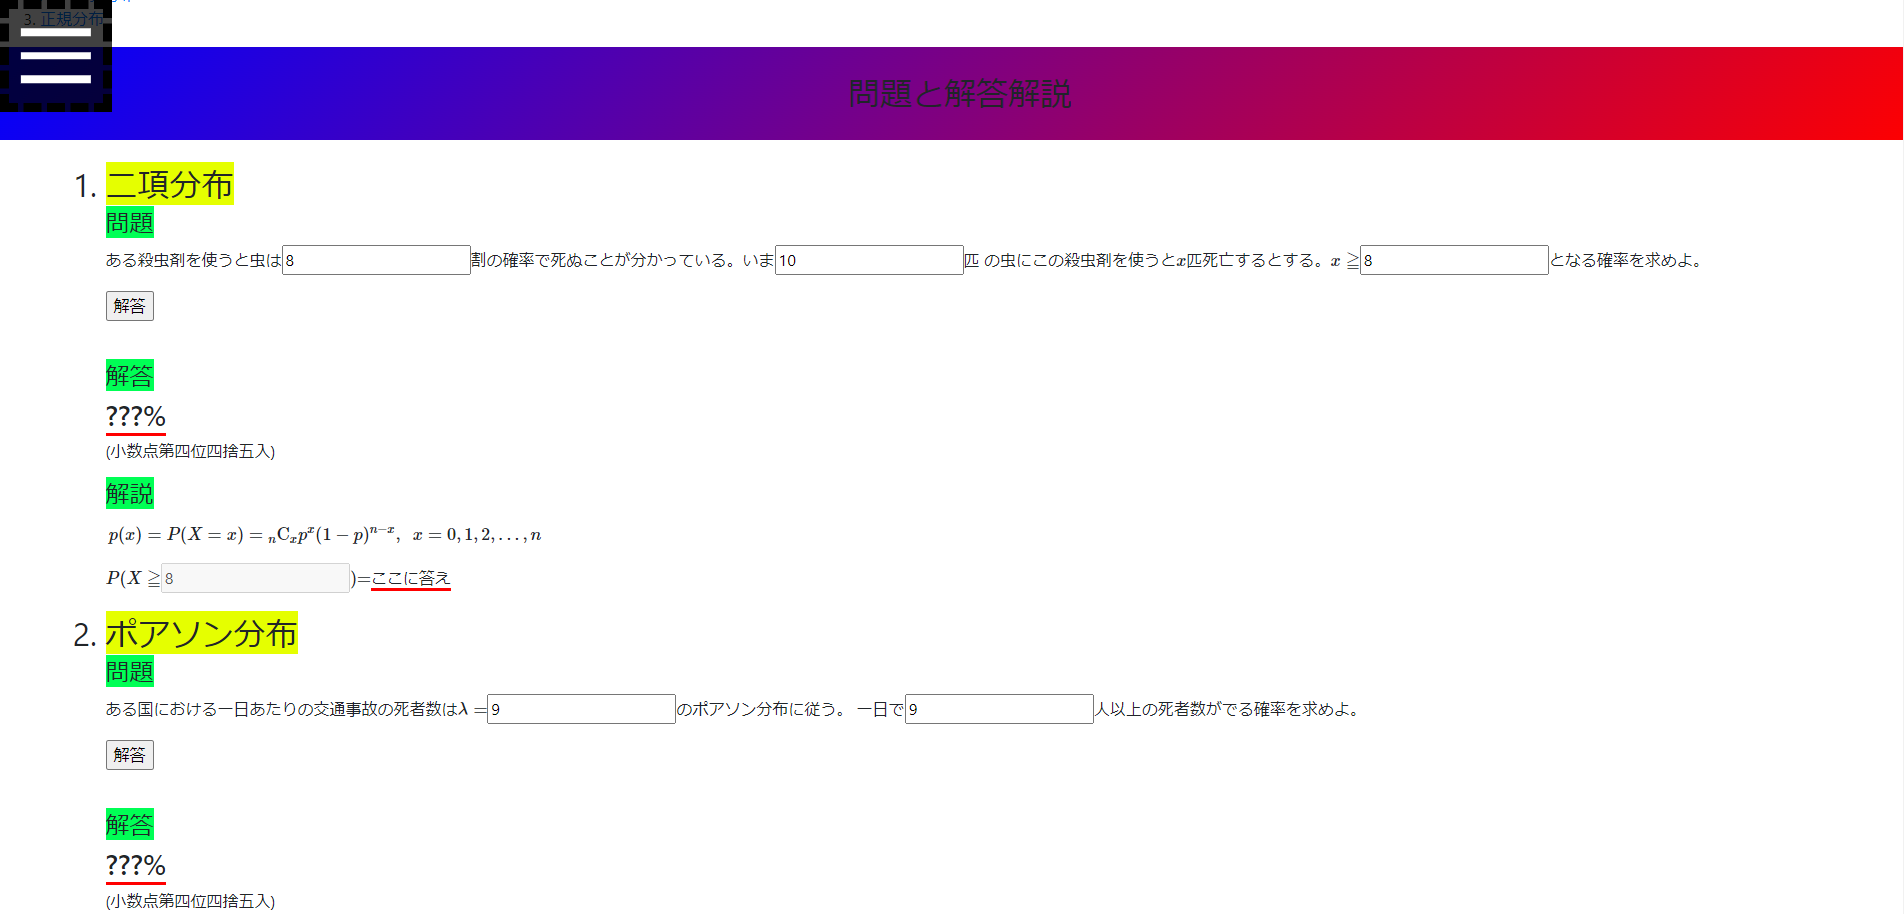 3. 正規分布
問題と解答解説
1. 二項分布
問題
ある殺虫剤を使うと虫は8割の確率で死ぬことが分かっている。いま10匹 の虫にこの殺虫剤を使うとx匹死亡するとする。x ≧8となる確率を求めよ。
解答
解答
???%
(小数点第四位四捨五入)
解説
p(x) = P(X = x) = ₙCₓpˣ(1 − p)ⁿ⁻ˣ, x = 0, 1, 2, . . . , n
P(X ≧8)=ここに答え
2. ポアソン分布
問題
ある国における一日あたりの交通事故の死者数はλ =9のポアソン分布に従う。 一日で9人以上の死者数がでる確率を求めよ。
解答
解答
???%
(小数点第四位四捨五入)